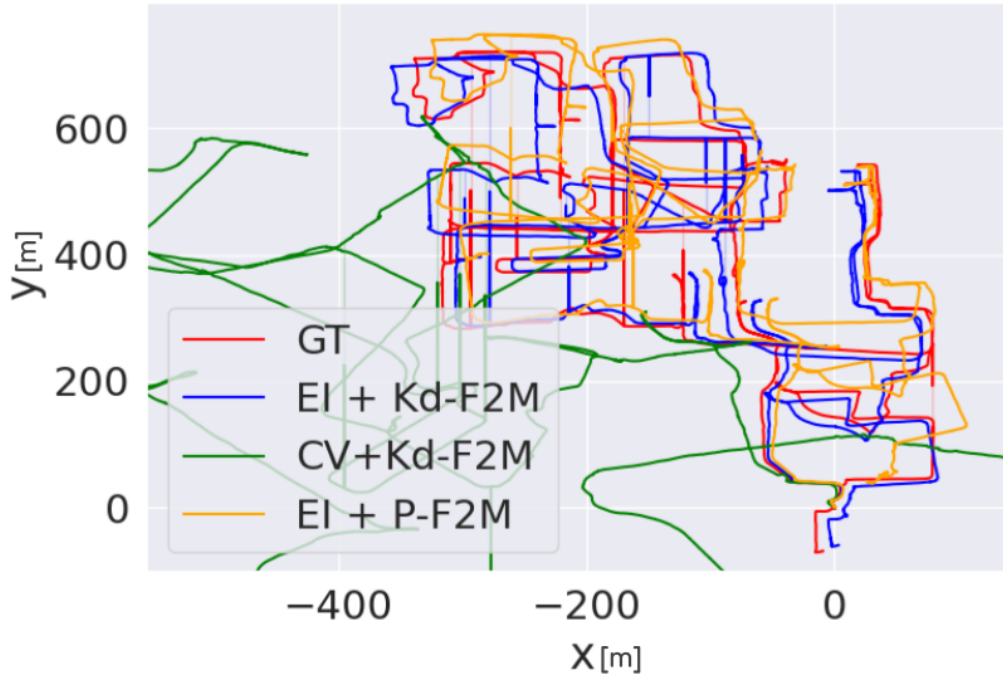 y[m]
600
400
200
0
GT
EI + Kd-F2M
CV+Kd-F2M
EI + P-F2M
−400
−200
0
x[m]